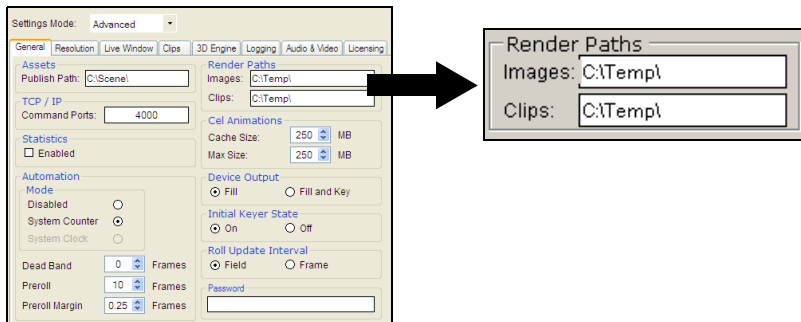 Settings Mode: Advanced
General Resolution Live Window Clips 3D Engine Logging Audio & Video Licensing
Assets
Publish Path: C:\Scene\
TCP / IP
Command Ports: 4000
Statistics
Enabled
Automation
Mode
Disabled
System Counter
System Clock
Dead Band 0 Frames
Preroll 10 Frames
Preroll Margin 0.25 Frames
Render Paths
Images: C:\Temp\
Clips: C:\Temp\
Cel Animations
Cache Size: 250 MB
Max Size: 250 MB
Device Output
Fill Fill and Key
Initial Keyer State
On Off
Roll Update Interval
Field Frame
Password
Render Paths
Images: C:\Temp\
Clips: C:\Temp\